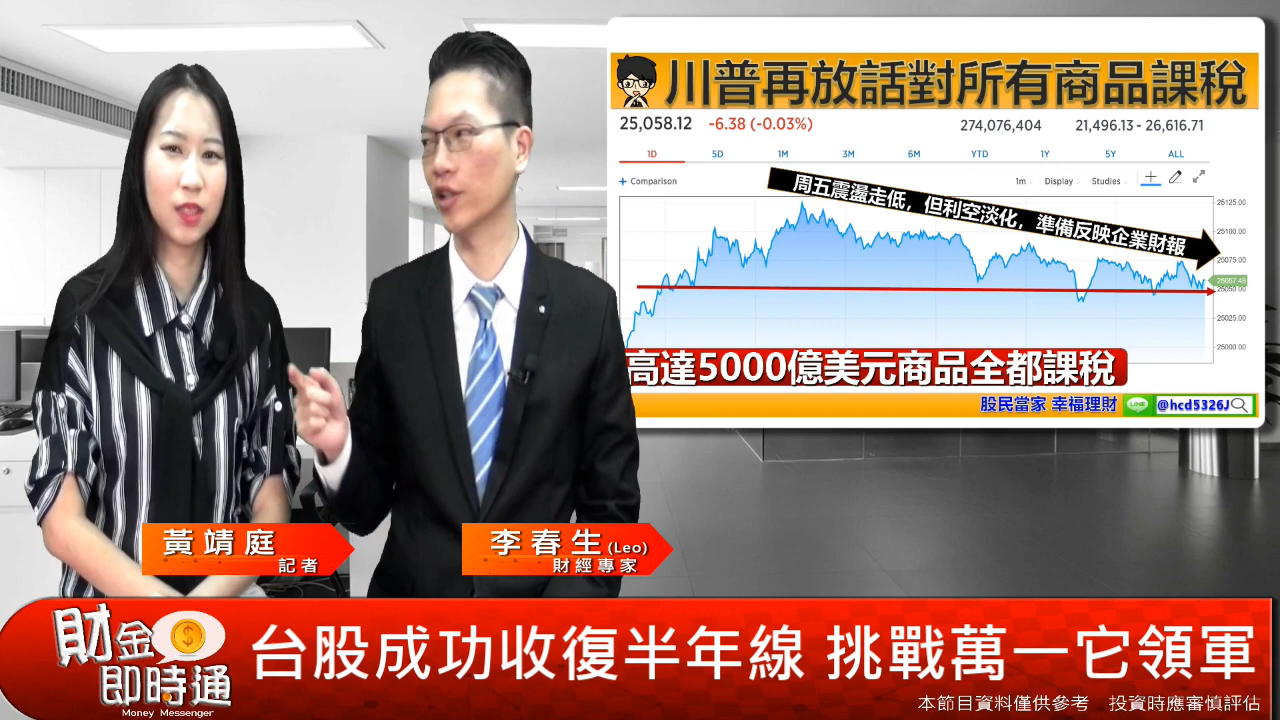 川普再放話對所有商品課稅
25,058.12 -6.38 (-0.03%) 274,076,404 21,496.13 - 26,616.71
1D 5D 1M 3M 6M YTD 1Y 5Y ALL
+ Comparison 1m Display Studies
周五震盪走低，但利空淡化，準備反映企業財報
25125.00
25100.00
25075.00
25057.48
25050.00
25025.00
25000.00
高達5000億美元商品全都課稅
股民當家 幸福理財 LINE @hcd5326J
黃靖庭
記者
李春生(Leo)
財經專家
財金即時通
Money Messenger
台股成功收復半年線 挑戰萬一它領軍
本節目資料僅供參考 投資時應審慎評估